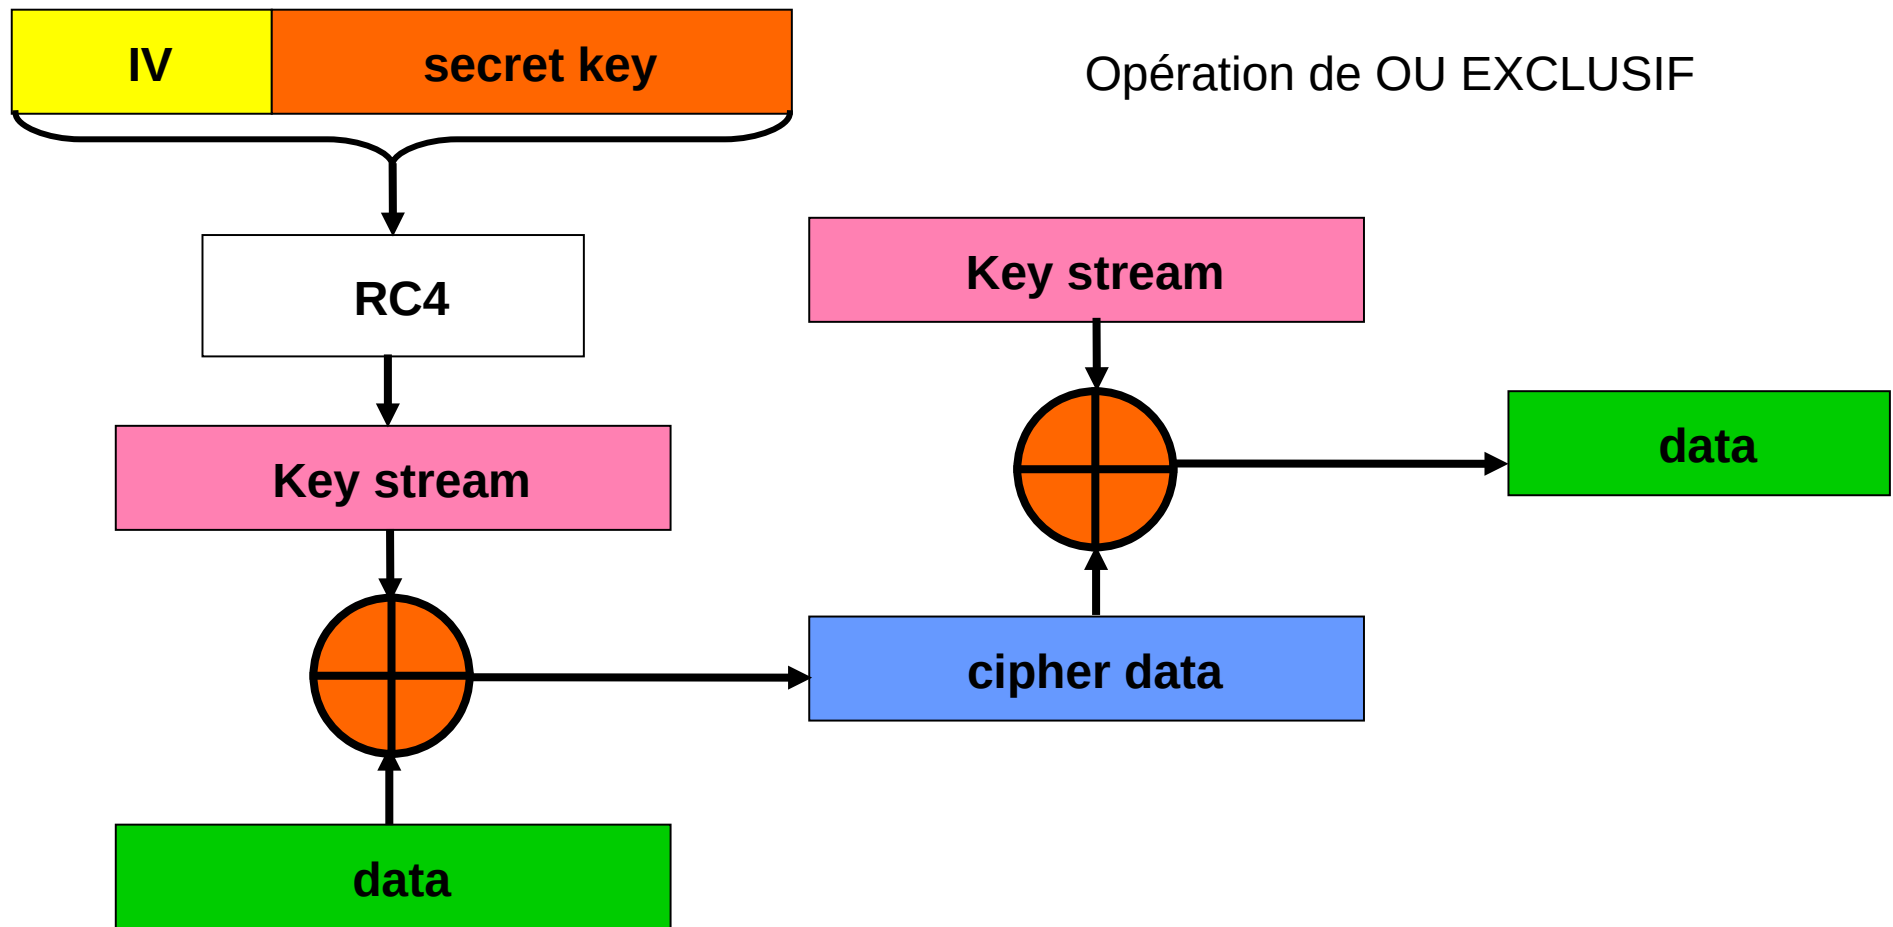 IV
secret key
Opération de OU EXCLUSIF
RC4
Key stream
Key stream
data
cipher data
data